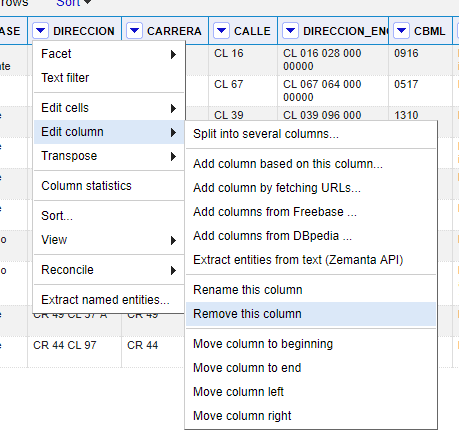 rows Sort
ASE DIRECCION CARRERA CALLE DIRECCION_EN CBML
Facet
CL 16 CL 016 028 000 0916
nte
00000
Text filter
CL 67 CL 067 064 000 0517
00000
Edit cells
CL 39 CL 039 096 000 1310
Edit column
Split into several columns...
Transpose
Add column based on this column...
Column statistics
Add column by fetching URLs...
Sort...
Add columns from Freebase ...
View
Add columns from DBpedia ...
Reconcile
Extract entities from text (Zemanta API)
Extract named entities...
Rename this column
CR 49 CL 57 A CR 49
Remove this column
CR 44 CL 97 CR 44
Move column to beginning
Move column to end
Move column left
Move column right